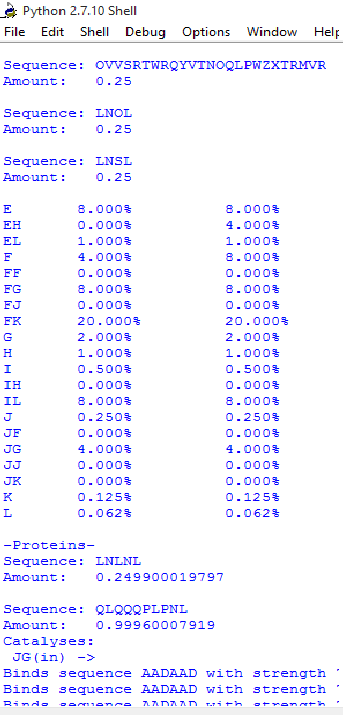 Python 2.7.10 Shell
File Edit Shell Debug Options Window Help
Sequence: OVVSRTWRQYVTNOQLPWZXTRMVR
Amount: 0.25
Sequence: LNOL
Amount: 0.25
Sequence: LNSL
Amount: 0.25
E 8.000% 8.000%
EH 0.000% 4.000%
EL 1.000% 1.000%
F 4.000% 8.000%
FF 0.000% 0.000%
FG 8.000% 8.000%
FJ 0.000% 0.000%
FK 20.000% 20.000%
G 2.000% 2.000%
H 1.000% 1.000%
I 0.500% 0.500%
IH 0.000% 0.000%
IL 8.000% 8.000%
J 0.250% 0.250%
JF 0.000% 0.000%
JG 4.000% 4.000%
JJ 0.000% 0.000%
JK 0.000% 0.000%
K 0.125% 0.125%
L 0.062% 0.062%
-Proteins-
Sequence: LNLNL
Amount: 0.249900019797
Sequence: QLQQQPLPNL
Amount: 0.99960007919
Catalyses:
JG(in) ->
Binds sequence AADAAD with strength
Binds sequence AADAAD with strength
Binds sequence AADAAD with strength